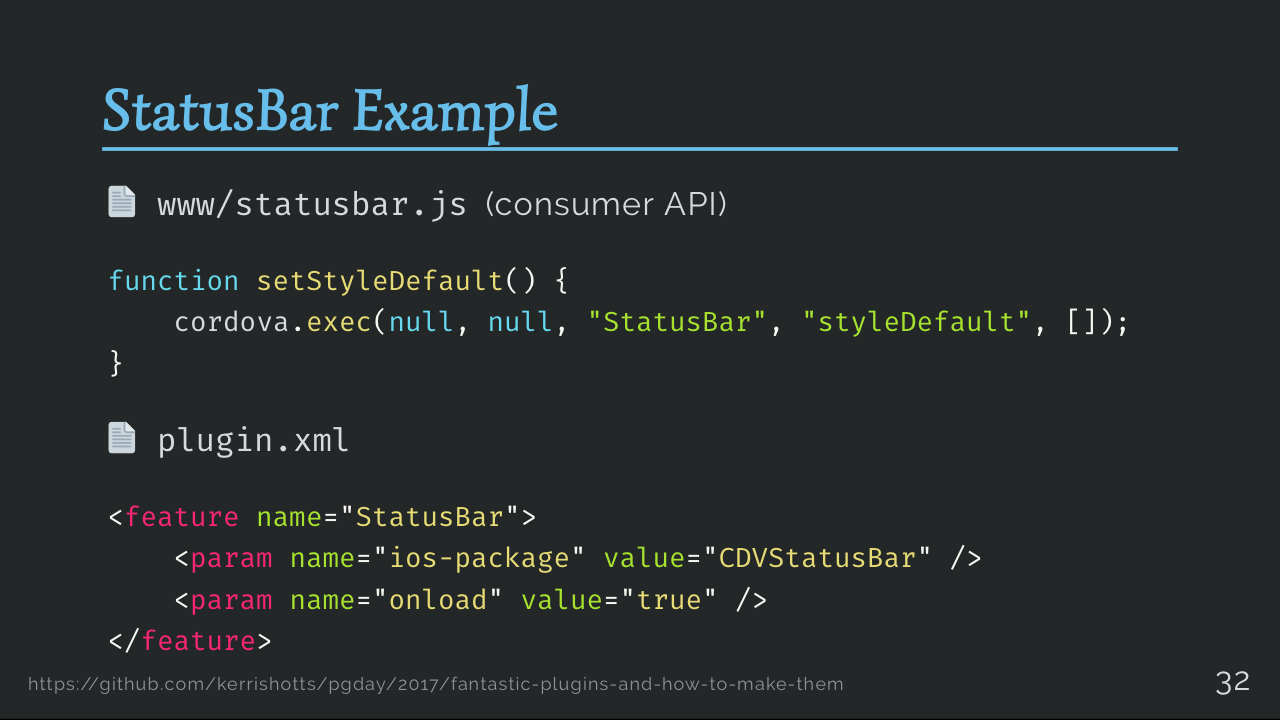 StatusBar Example
www/statusbar.js (consumer API)
function setStyleDefault() {
    cordova.exec(null, null, "StatusBar", "styleDefault", []);
}
plugin.xml
<feature name="StatusBar">
    <param name="ios-package" value="CDVStatusBar" />
    <param name="onload" value="true" />
</feature>
https://github.com/kerrishotts/pgday/2017/fantastic-plugins-and-how-to-make-them
32